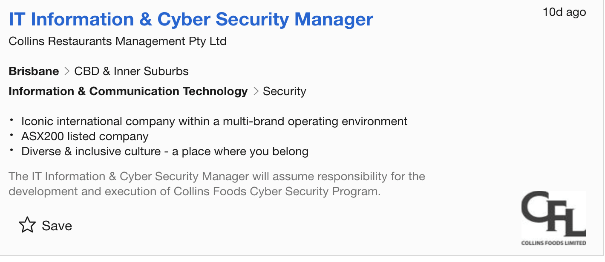 IT Information & Cyber Security Manager
10d ago
Collins Restaurants Management Pty Ltd
Brisbane > CBD & Inner Suburbs
Information & Communication Technology > Security
• Iconic international company within a multi-brand operating environment
• ASX200 listed company
• Diverse & inclusive culture - a place where you belong
The IT Information & Cyber Security Manager will assume responsibility for the
development and execution of Collins Foods Cyber Security Program.
Save
CFL
COLLINS FOODS LIMITED